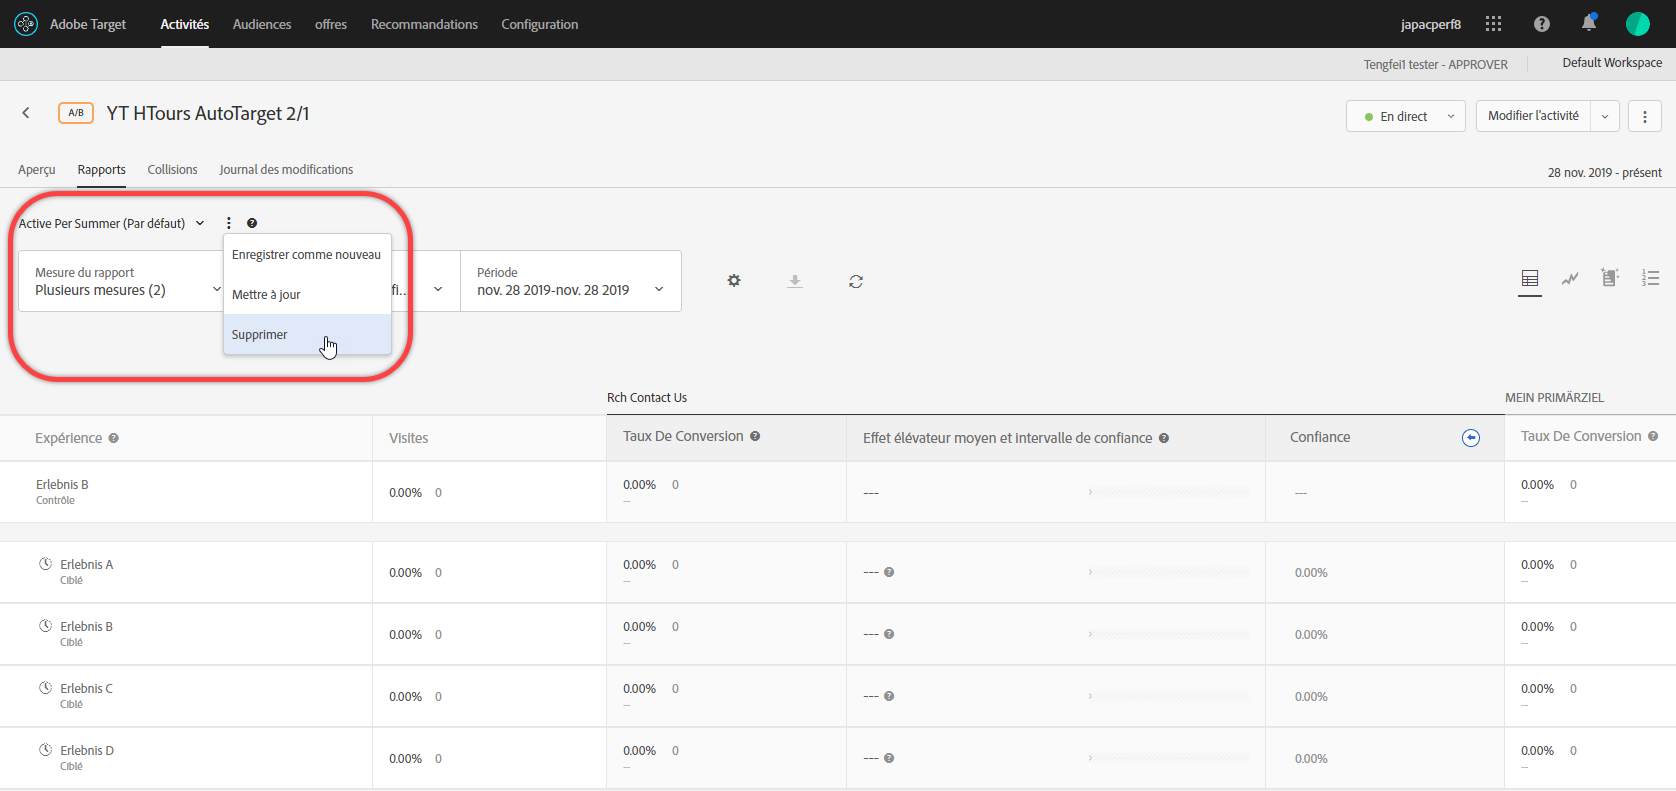 Adobe Target
Activités
Audiences
offres
Recommandations
Configuration
japacperf8
Tengfei1 tester - APPROVER
Default Workspace
A/B
YT HTours AutoTarget 2/1
En direct
Modifier l'activité
Aperçu
Rapports
Collisions
Journal des modifications
28 nov. 2019 - présent
Active Per Summer (Par défaut)
Enregistrer comme nouveau
Mettre à jour
Supprimer
Mesure du rapport
Plusieurs mesures (2)
fi...
Période
nov. 28 2019-nov. 28 2019
Rch Contact Us
MEIN PRIMÄRZIEL
Expérience
Visites
Taux De Conversion
Effet élévateur moyen et intervalle de confiance
Confiance
Taux De Conversion
Erlebnis B
Contrôle
0.00% 0
0.00% 0
--
---
---
0.00% 0
--
Erlebnis A
Ciblé
0.00% 0
0.00% 0
--
---
0.00%
0.00% 0
--
Erlebnis B
Ciblé
0.00% 0
0.00% 0
--
---
0.00%
0.00% 0
--
Erlebnis C
Ciblé
0.00% 0
0.00% 0
--
---
0.00%
0.00% 0
--
Erlebnis D
Ciblé
0.00% 0
0.00% 0
--
---
0.00%
0.00% 0
--